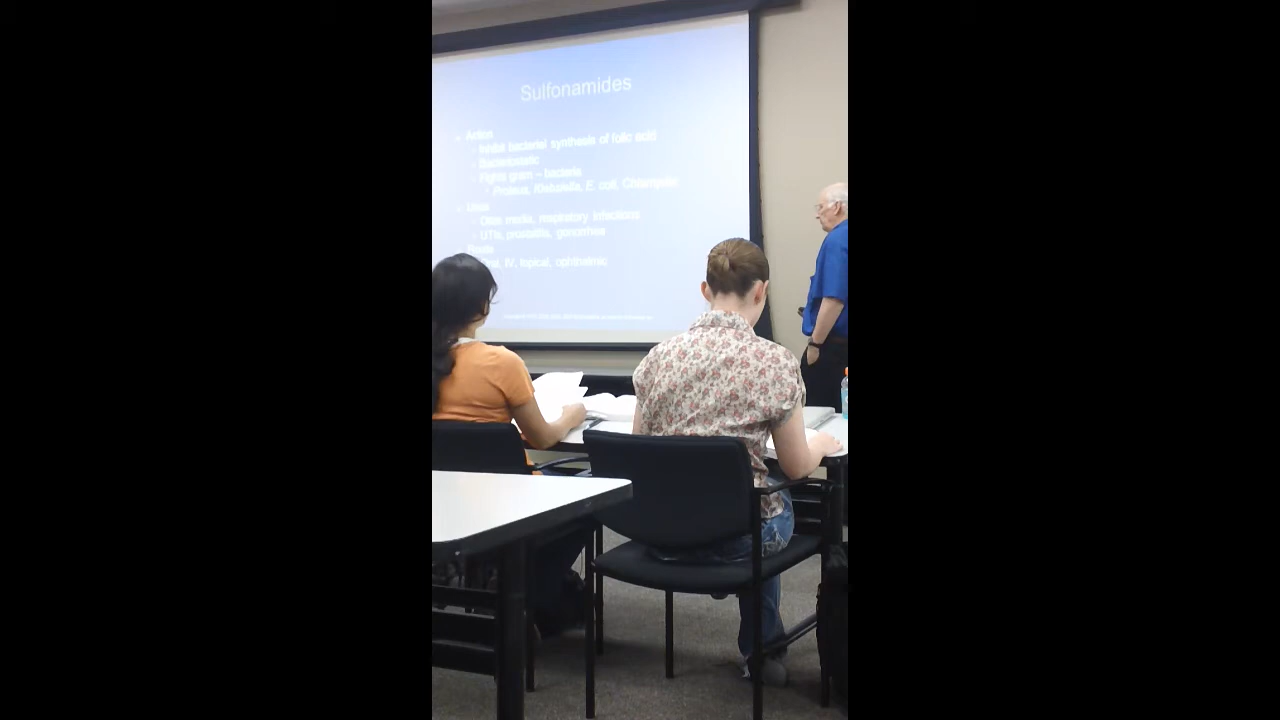 Sulfonamides
Action
Inhibit bacterial synthesis of folic acid
Bacteriostatic
Fights gram – bacteria
Proteus, Klebsiella, E. coli, Chlamydia
Uses
Otitis media, respiratory infections
UTIs, prostatitis, gonorrhea
Route
Oral, IV, topical, ophthalmic